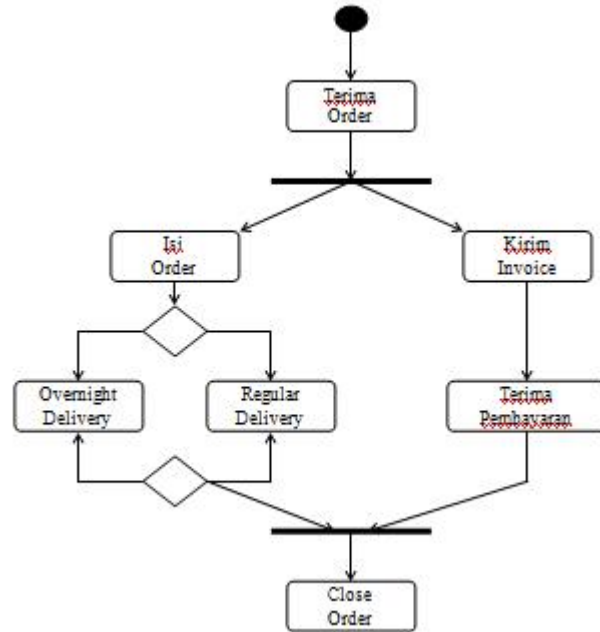 Terima
Order
Isi
Order
Kirim
Invoice
Overnight
Delivery
Regular
Delivery
Terima
Pembayaran
Close
Order